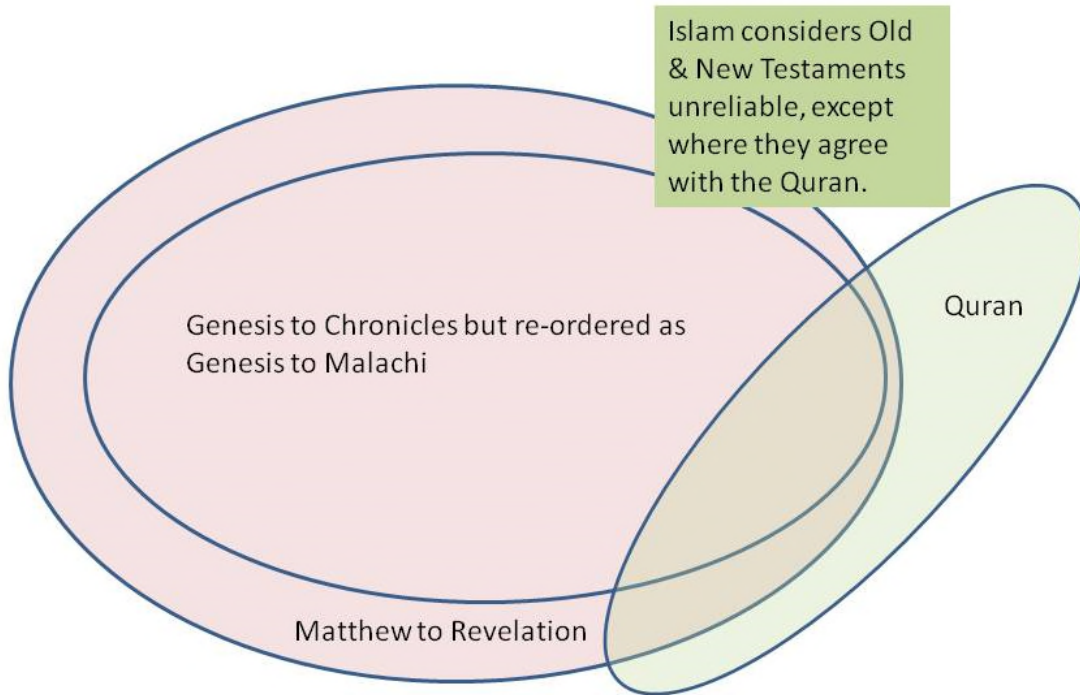 Islam considers Old
& New Testaments
unreliable, except
where they agree
with the Quran.
Quran
Genesis to Chronicles but re-ordered as
Genesis to Malachi
Matthew to Revelation